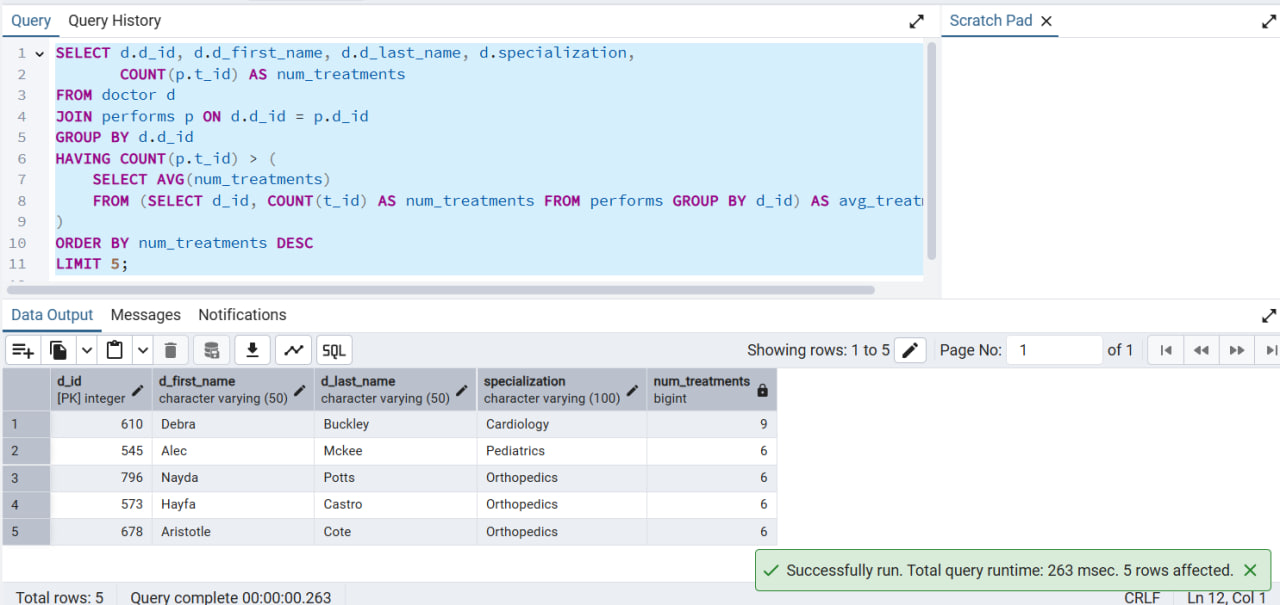 Query Query History
Scratch Pad
1 SELECT d.d_id, d.d_first_name, d.d_last_name, d.specialization,
2 COUNT(p.t_id) AS num_treatments
3 FROM doctor d
4 JOIN performs p ON d.d_id = p.d_id
5 GROUP BY d.d_id
6 HAVING COUNT(p.t_id) > (
7 SELECT AVG(num_treatments)
8 FROM (SELECT d_id, COUNT(t_id) AS num_treatments FROM performs GROUP BY d_id) AS avg_treat
9 )
10 ORDER BY num_treatments DESC
11 LIMIT 5;
Data Output Messages Notifications
SQL Showing rows: 1 to 5 Page No: 1 of 1
d_id d_first_name d_last_name specialization num_treatments
[PK] integer character varying (50) character varying (50) character varying (100) bigint
1 610 Debra Buckley Cardiology 9
2 545 Alec Mckee Pediatrics 6
3 796 Nayda Potts Orthopedics 6
4 573 Hayfa Castro Orthopedics 6
5 678 Aristotle Cote Orthopedics 6
Successfully run. Total query runtime: 263 msec. 5 rows affected.
Total rows: 5 Query complete 00:00:00.263 CRLF Ln 12, Col 1